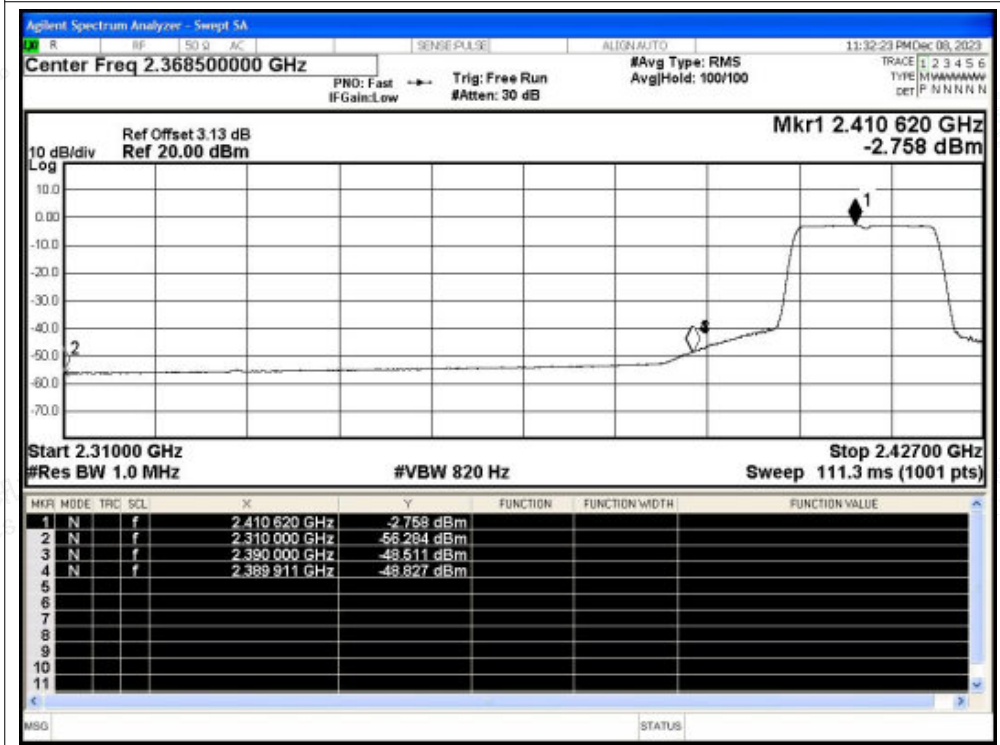 Agilent Spectrum Analyzer - Swept SA
R RF 50 Ω AC SENSE:PULSE ALIGN AUTO 11:32:23 PM Dec 08, 2023
Center Freq 2.368500000 GHz #Avg Type: RMS TRACE 1 2 3 4 5 6
PNO: Fast Trig: Free Run Avg|Hold: 100/100 TYPE M
IFGain:Low #Atten: 30 dB DET P N N N N N
Mkr1 2.410 620 GHz
Ref Offset 3.13 dB
10 dB/div Ref 20.00 dBm -2.758 dBm
Log
10.0
1
0.00
-10.0
-20.0
-30.0
-40.0
2
-50.0
-60.0
-70.0
Start 2.31000 GHz Stop 2.42700 GHz
#Res BW 1.0 MHz #VBW 820 Hz Sweep 111.3 ms (1001 pts)
MKR MODE TRC SCL X Y FUNCTION FUNCTION WIDTH FUNCTION VALUE
1 N f 2.410 620 GHz -2.758 dBm
2 N f 2.310 000 GHz -56.284 dBm
3 N f 2.390 000 GHz -48.511 dBm
4 N f 2.389 911 GHz -48.827 dBm
5
6
7
8
9
10
11
MSG STATUS